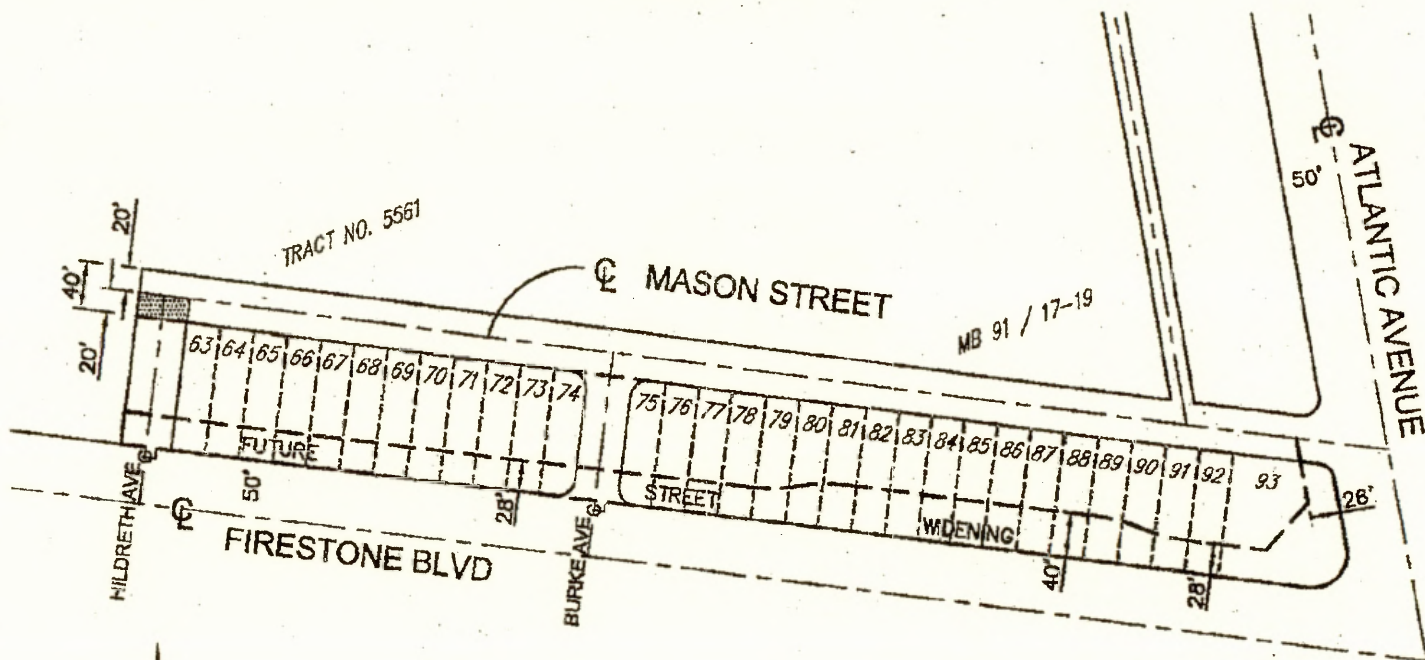 ℄
50'
ATLANTIC AVENUE
20'
40'
20'
TRACT NO. 5561
℄ MASON STREET
MB 91 / 17-19
63 64 65 66 67 68 69 70 71 72 73 74
75 76 77 78 79 80 81 82 83 84 85 86 87 88 89 90 91 92 93
FUTURE
STREET
WIDENING
50'
28'
40'
28'
26'
HILDRETH AVE ℄
℄
FIRESTONE BLVD
BURKE AVE ℄